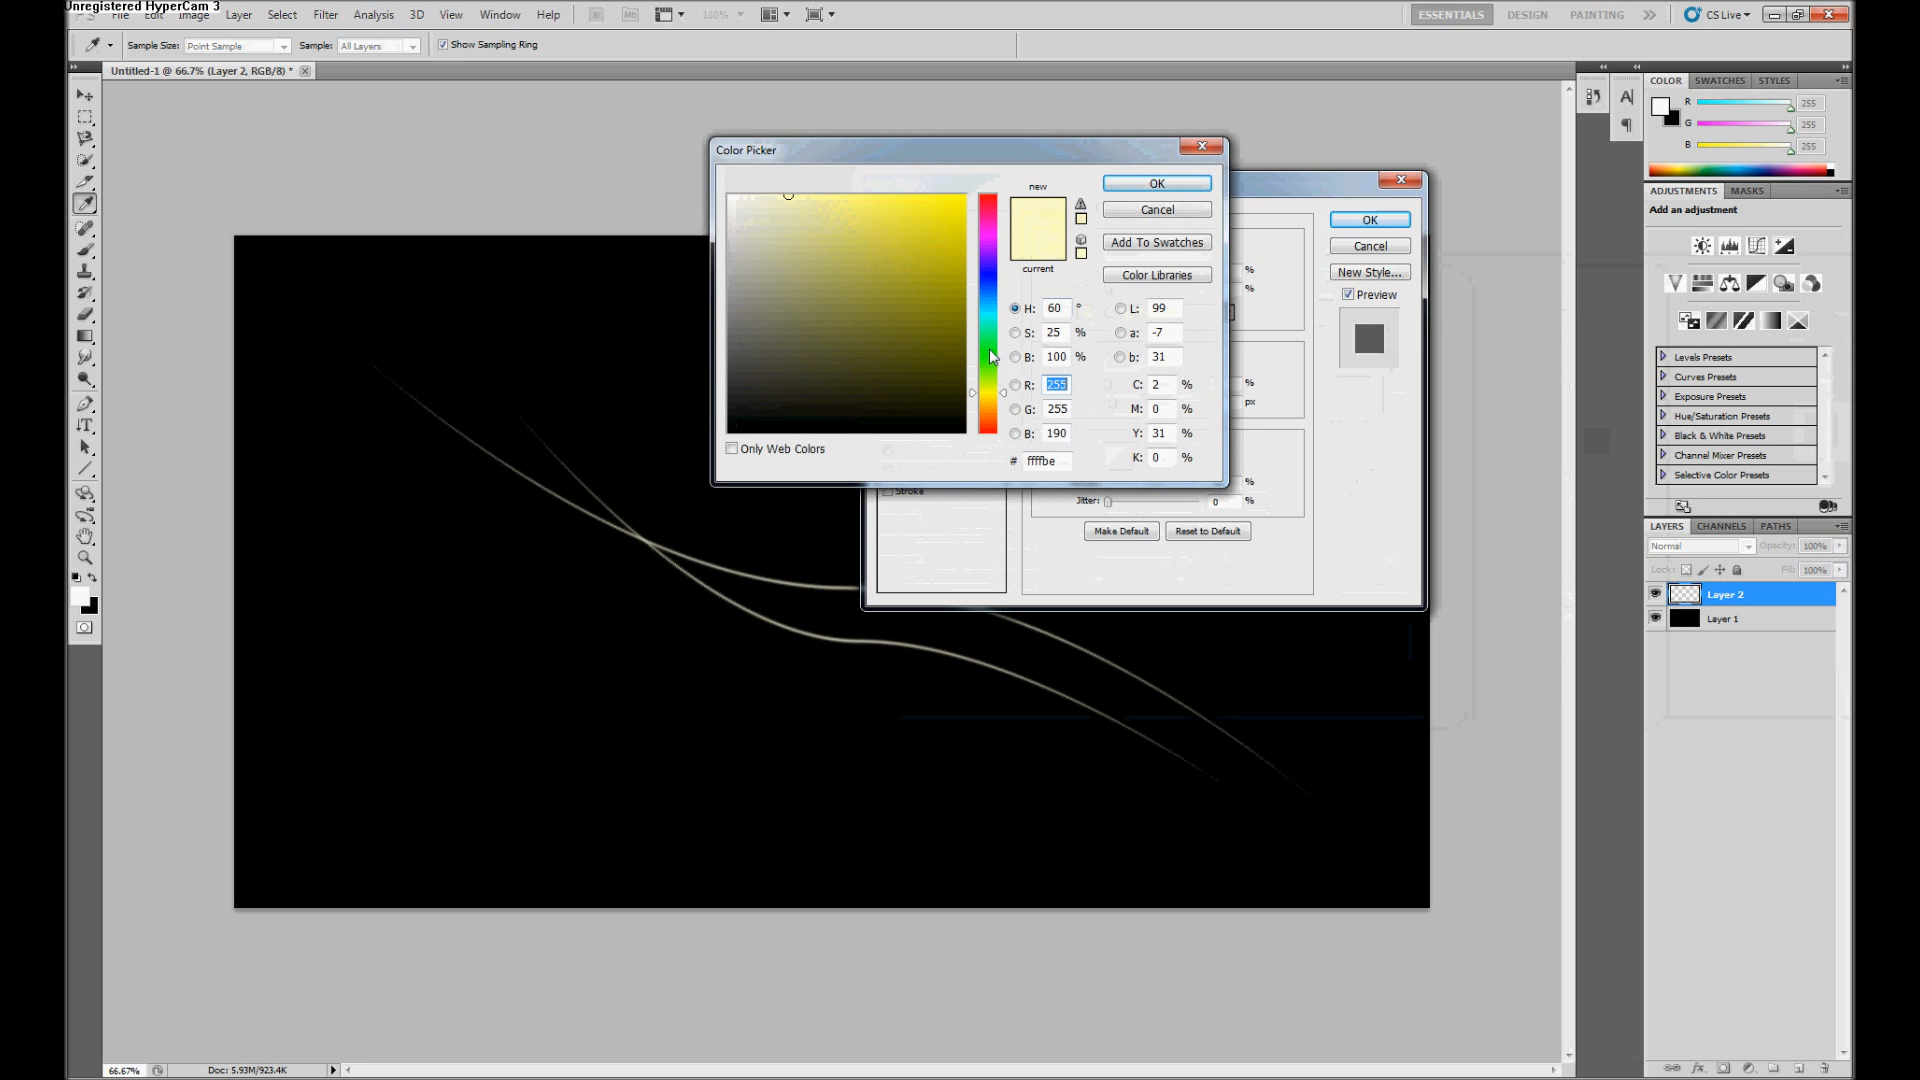 Unregistered HyperCam 3
File Edit Image Layer Select Filter Analysis 3D View Window Help
Br Mb 100%
ESSENTIALS DESIGN PAINTING CS Live
Sample Size: Point Sample Sample: All Layers Show Sampling Ring
Untitled-1 @ 66.7% (Layer 2, RGB/8) *
COLOR SWATCHES STYLES
R 255
G 255
B 255
ADJUSTMENTS MASKS
Add an adjustment
Levels Presets
Curves Presets
Exposure Presets
Hue/Saturation Presets
Black & White Presets
Channel Mixer Presets
Selective Color Presets
LAYERS CHANNELS PATHS
Normal Opacity: 100%
Lock: Fill: 100%
Layer 2
Layer 1
Color Picker
new
current
OK
Cancel
Add To Swatches
Color Libraries
H: 60 °
S: 25 %
B: 100 %
R: 255
G: 255
B: 190
# ffffbe
L: 99
a: -7
b: 31
C: 2 %
M: 0 %
Y: 31 %
K: 0 %
Only Web Colors
OK
Cancel
New Style...
Preview
%
%
%
px
%
Stroke
Jitter: 0 %
Make Default Reset to Default
66.67% Doc: 5.93M/923.4K